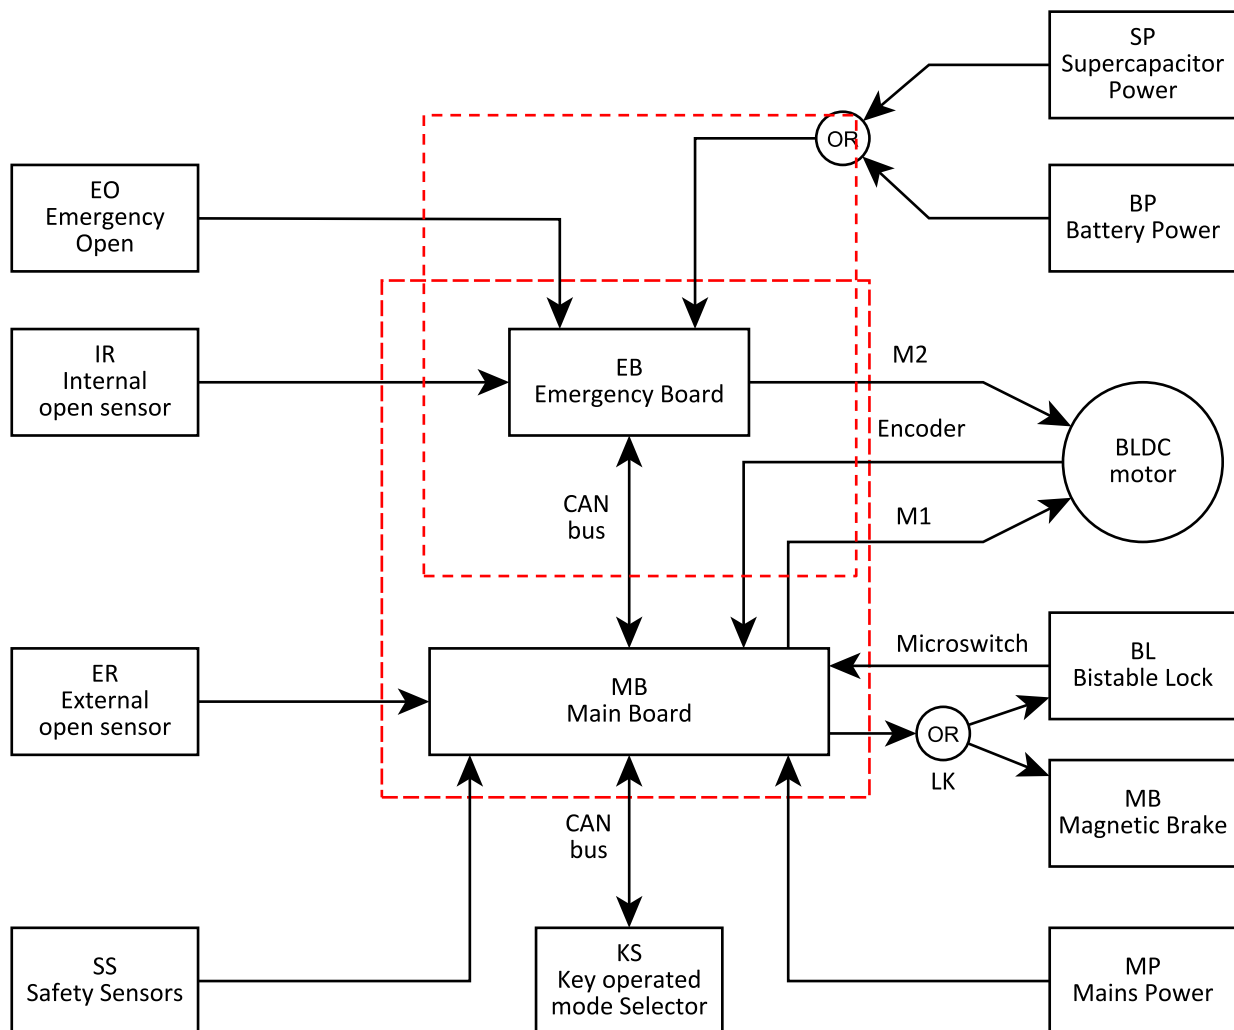 SP
Supercapacitor
Power
OR
EO
Emergency
Open
BP
Battery Power
IR
Internal
open sensor
EB
Emergency Board
M2
Encoder
BLDC
motor
CAN
bus
M1
ER
External
open sensor
MB
Main Board
Microswitch
BL
Bistable Lock
OR
LK
MB
Magnetic Brake
CAN
bus
SS
Safety Sensors
KS
Key operated
mode Selector
MP
Mains Power